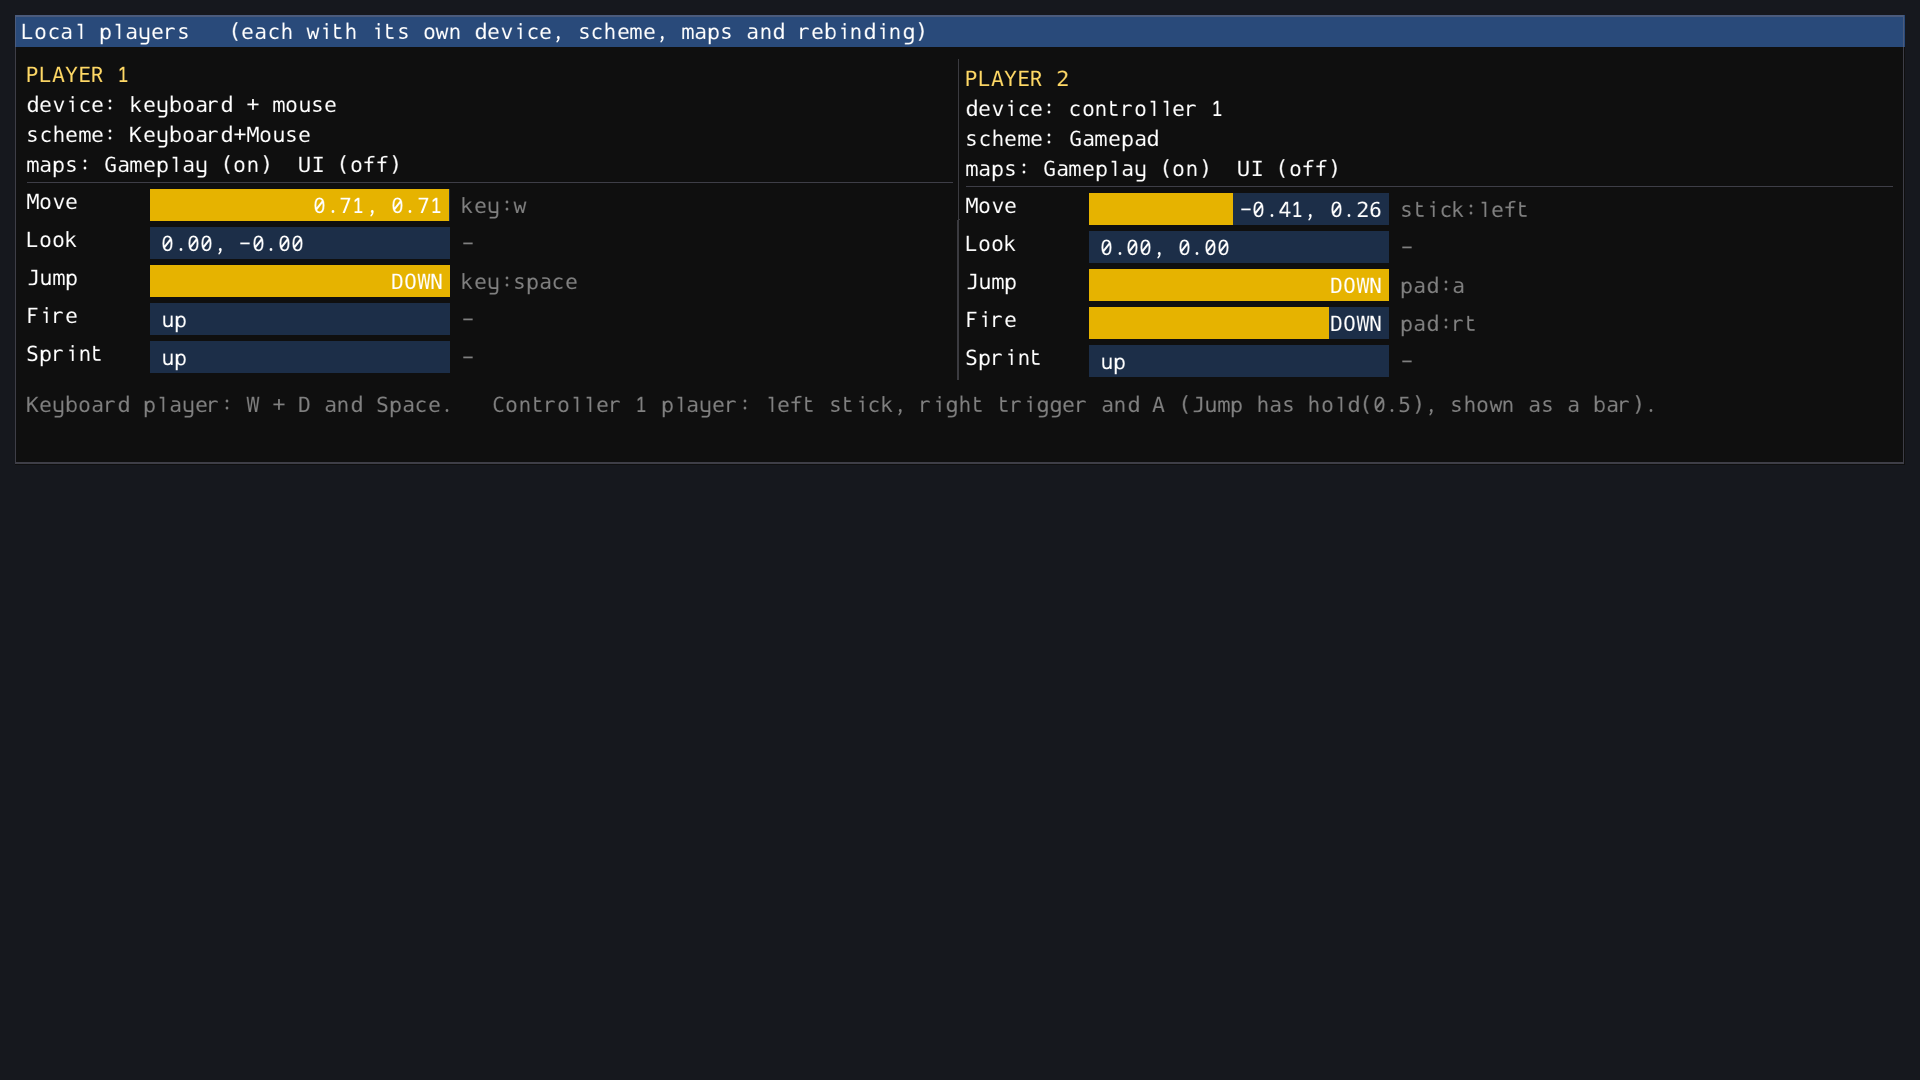 Local players   (each with its own device, scheme, maps and rebinding)
PLAYER 1
device: keyboard + mouse
scheme: Keyboard+Mouse
maps: Gameplay (on)  UI (off)
Move 0.71, 0.71 key:w
Look 0.00, -0.00 -
Jump DOWN key:space
Fire up -
Sprint up -
PLAYER 2
device: controller 1
scheme: Gamepad
maps: Gameplay (on)  UI (off)
Move -0.41, 0.26 stick:left
Look 0.00, 0.00 -
Jump DOWN pad:a
Fire DOWN pad:rt
Sprint up -
Keyboard player: W + D and Space.   Controller 1 player: left stick, right trigger and A (Jump has hold(0.5), shown as a bar).